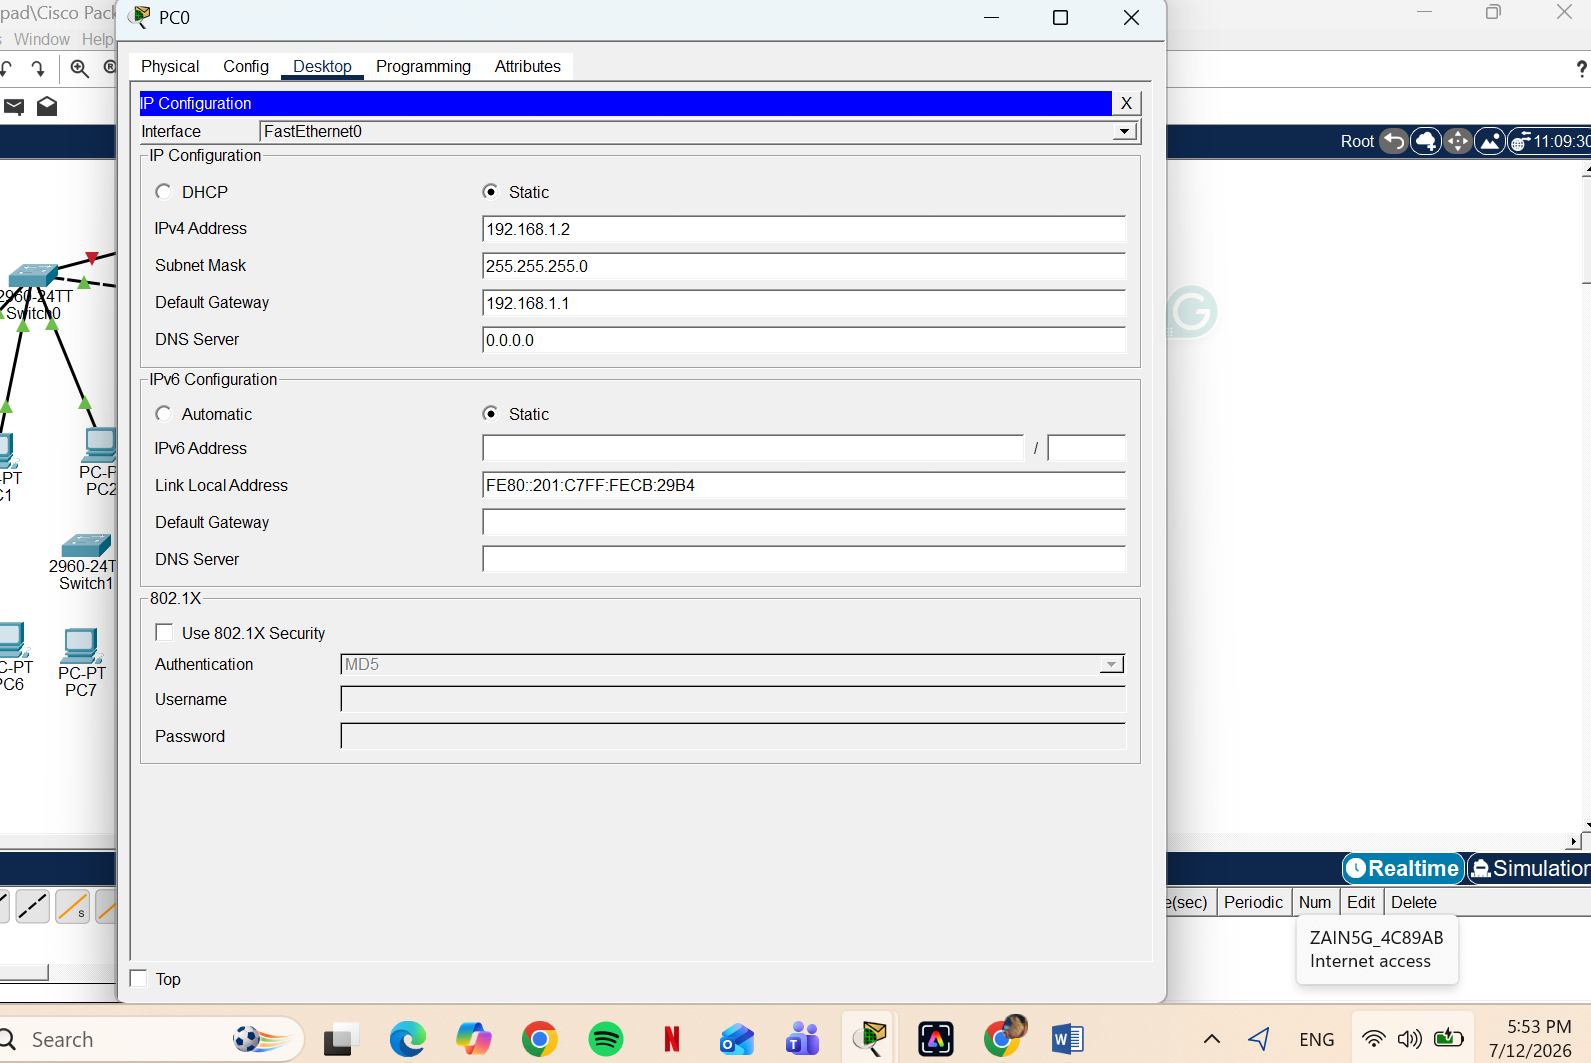 pad\Cisco Pack
PC0
Window Help
Physical Config Desktop Programming Attributes
?
IP Configuration X
Interface FastEthernet0
Root 11:09:30
IP Configuration
DHCP Static
IPv4 Address 192.168.1.2
Subnet Mask 255.255.255.0
Default Gateway 192.168.1.1
DNS Server 0.0.0.0
2960-24TT
Switch0
IPv6 Configuration
Automatic Static
IPv6 Address /
Link Local Address FE80::201:C7FF:FECB:29B4
Default Gateway
DNS Server
-PT
C1
PC-P
PC2
2960-24T
Switch1
802.1X
Use 802.1X Security
Authentication MD5
Username
Password
C-PT
PC6
PC-PT
PC7
Realtime Simulation
e(sec) Periodic Num Edit Delete
s
ZAIN5G_4C89AB
Internet access
Top
Search
ENG
5:53 PM
7/12/2026